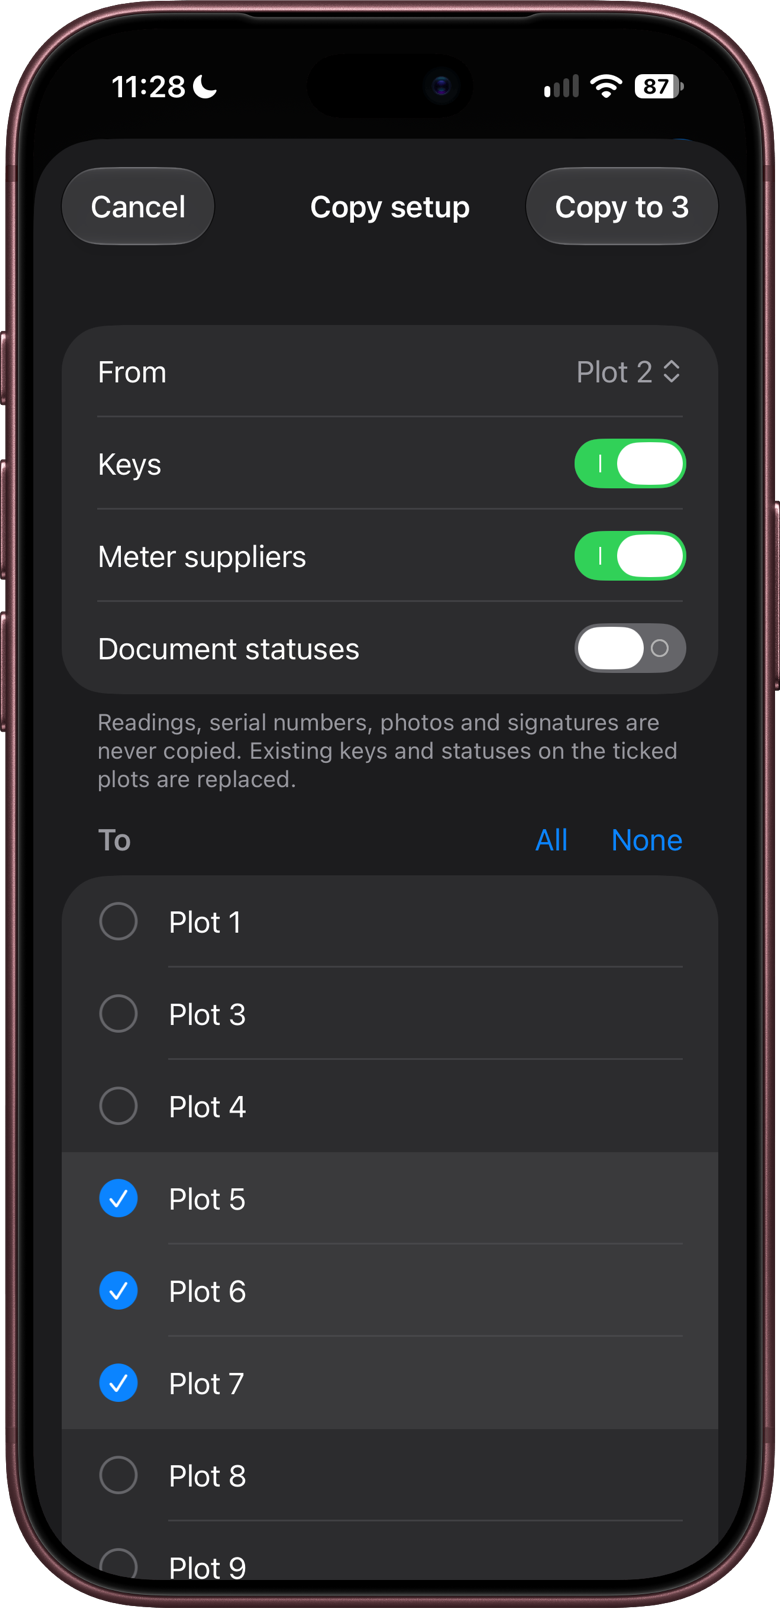 11:28
87
Cancel
Copy setup
Copy to 3
From
Plot 2
Keys
Meter suppliers
Document statuses
Readings, serial numbers, photos and signatures are
never copied. Existing keys and statuses on the ticked
plots are replaced.
To
All
None
Plot 1
Plot 3
Plot 4
Plot 5
Plot 6
Plot 7
Plot 8
Plot 9